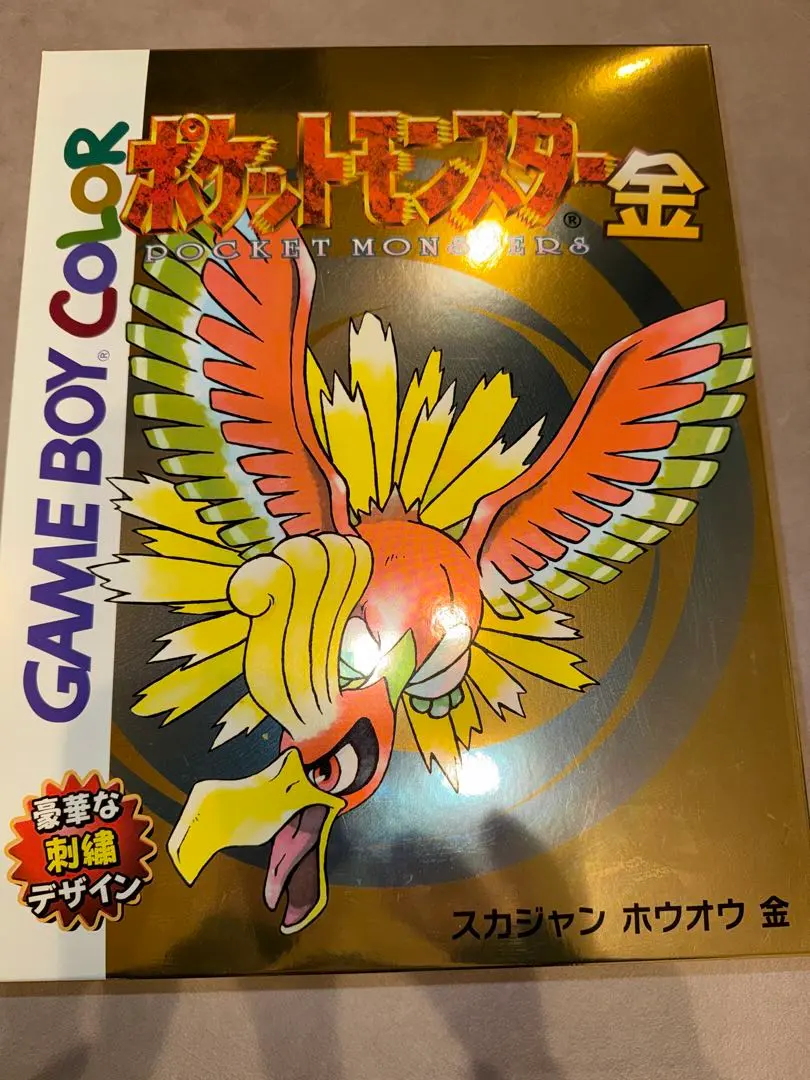 ポケットモンスター金
®
POCKET MONSTERS
GAME BOY® COLOR
豪華な
刺繍
デザイン
スカジャン ホウオウ 金